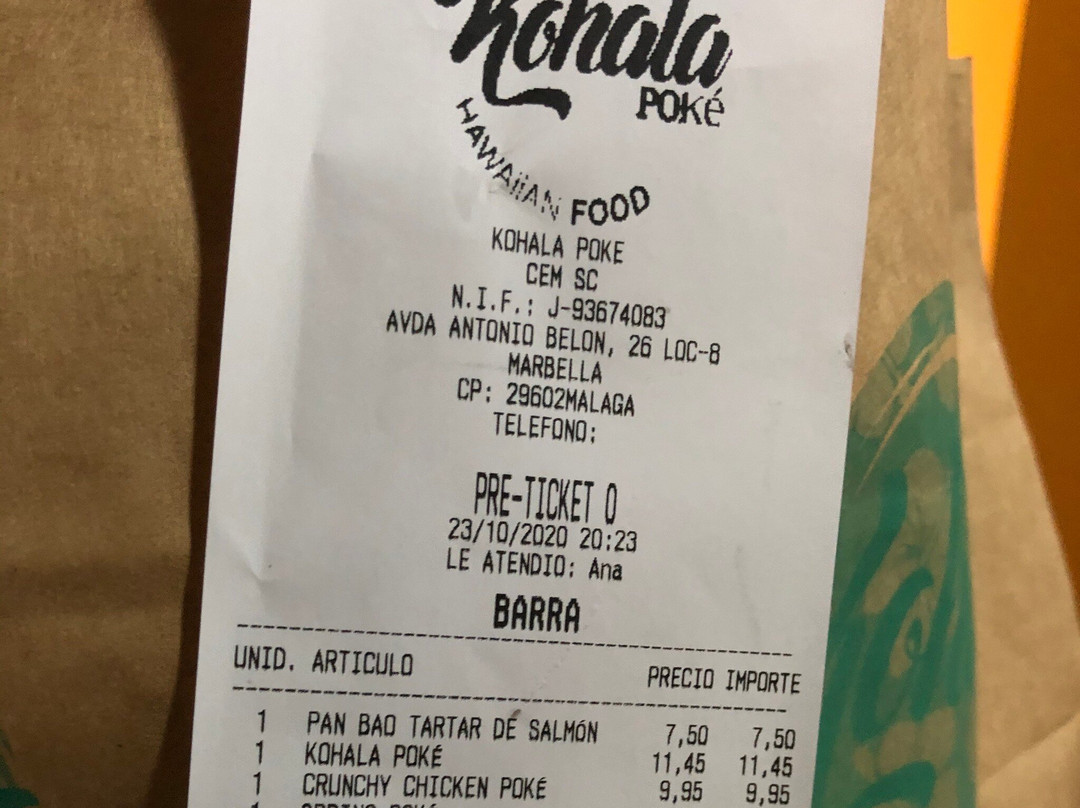 Kohala
POKé
HAWAiiAN FOOD
KOHALA POKE
CEM SC
N.I.F.: J-93674083
AVDA ANTONIO BELON, 26 LOC-8
MARBELLA
CP: 29602MALAGA
TELEFONO:
PRE-TICKET 0
23/10/2020 20:23
LE ATENDIO: Ana
BARRA
UNID. ARTICULO PRECIO IMPORTE
1 PAN BAO TARTAR DE SALMÓN 7,50 7,50
1 KOHALA POKÉ 11,45 11,45
1 CRUNCHY CHICKEN POKÉ 9,95 9,95